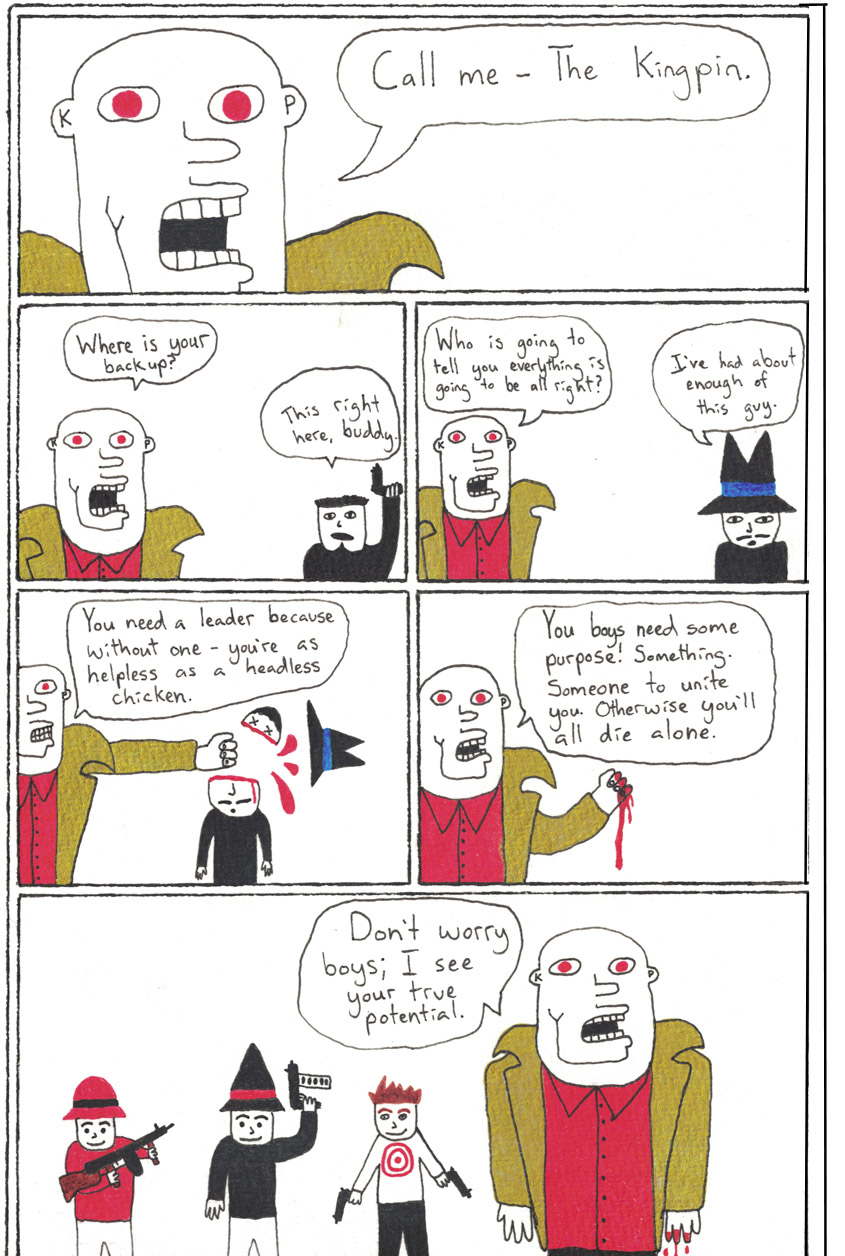 Call me - The Kingpin.
K
P
Where is your
backup?
This right
here, buddy.
Who is going to
tell you everything is
going to be all right?
K
P
I've had about
enough of
this guy.
You need a leader because
without one - you're as
helpless as a headless
chicken.
You boys need some
purpose! Something.
Someone to unite
you. Otherwise you'll
all die alone.
Don't worry
boys; I see
your true
potential.
K
P